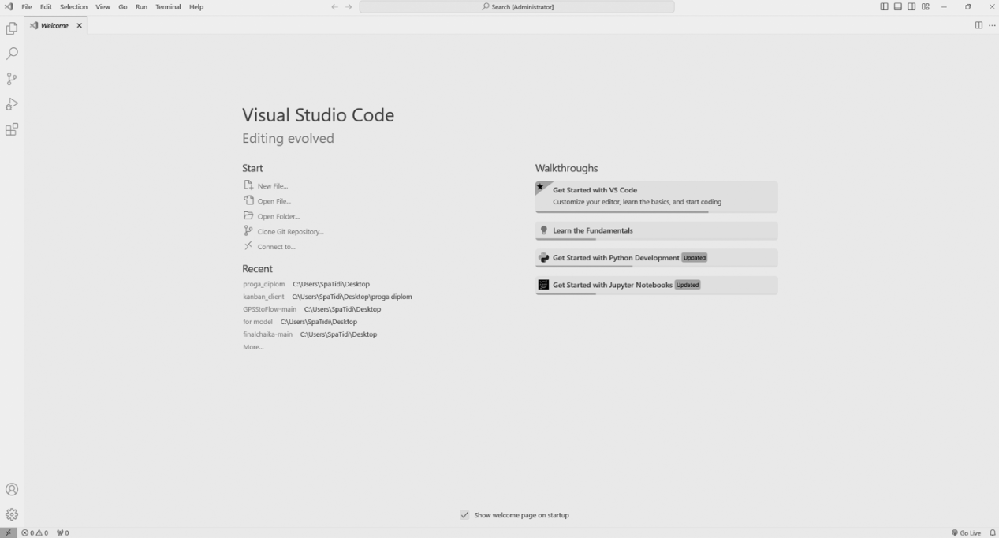 File Edit Selection View Go Run Terminal Help
Search [Administrator]
Welcome
Visual Studio Code
Editing evolved
Start
New File...
Open File...
Open Folder...
Clone Git Repository...
Connect to...
Recent
proga_diplom C:\Users\SpaTidi\Desktop
kanban_client C:\Users\SpaTidi\Desktop\proga diplom
GPSStoFlow-main C:\Users\SpaTidi\Desktop
for model C:\Users\SpaTidi\Desktop
finalchaika-main C:\Users\SpaTidi\Desktop
More...
Walkthroughs
Get Started with VS Code
Customize your editor, learn the basics, and start coding
Learn the Fundamentals
Get Started with Python Development Updated
Get Started with Jupyter Notebooks Updated
Show welcome page on startup
0 0 0 Go Live